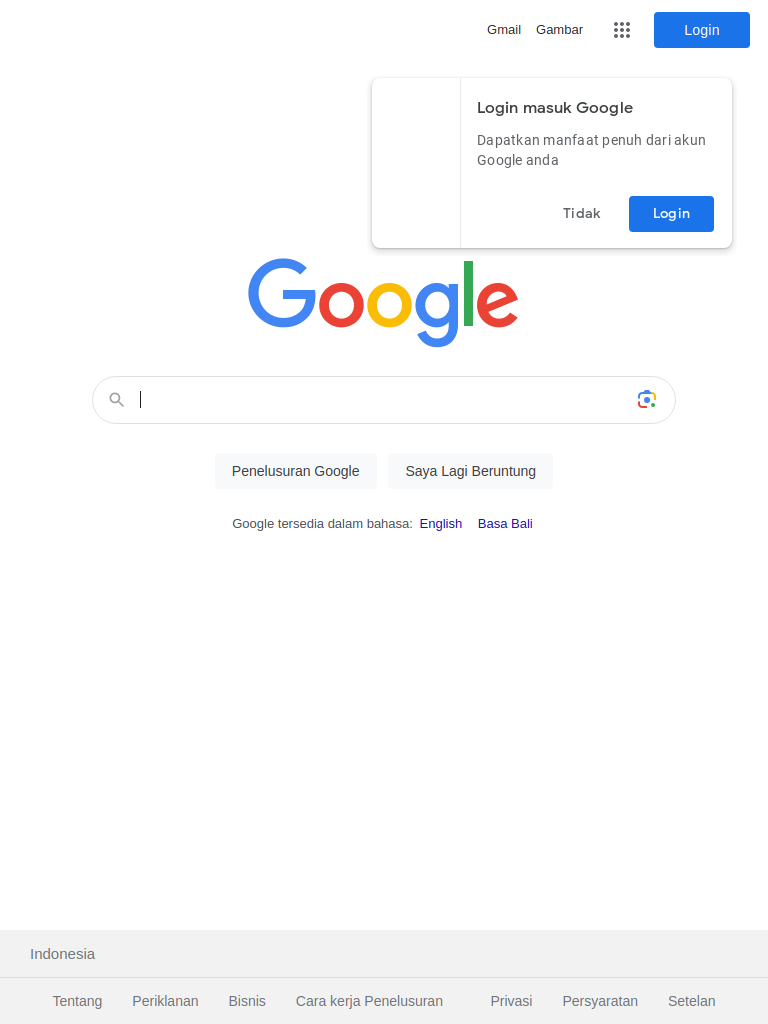 Gmail Gambar Login
Login masuk Google
Dapatkan manfaat penuh dari akun
Google anda
Tidak Login
Google
Penelusuran Google Saya Lagi Beruntung
Google tersedia dalam bahasa: English Basa Bali
Indonesia
Tentang Periklanan Bisnis Cara kerja Penelusuran Privasi Persyaratan Setelan